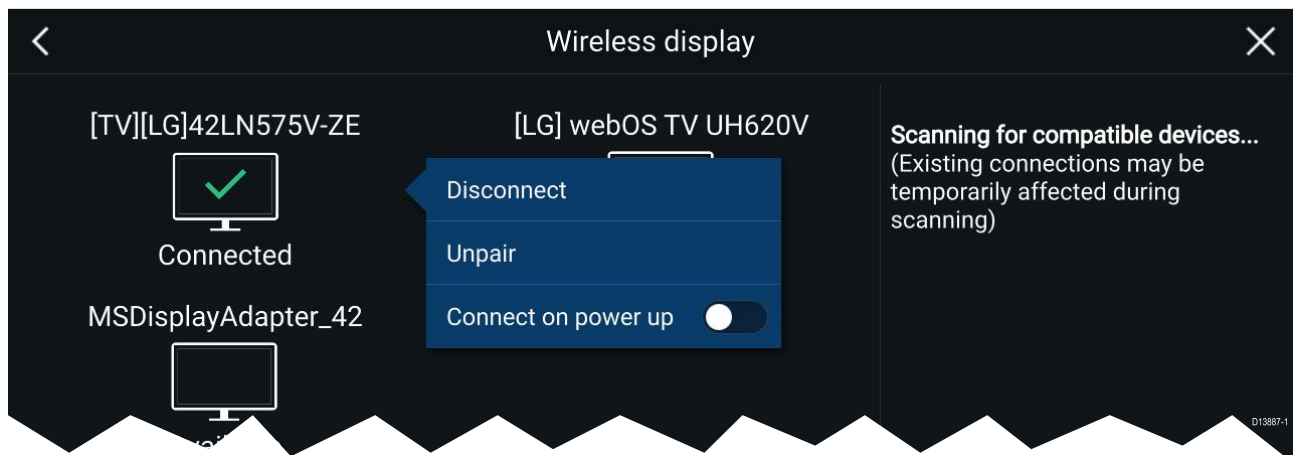 Wireless display
[TV][LG]42LN575V-ZE
[LG] webOS TV UH620V
Connected
Disconnect
Unpair
Connect on power up
MSDisplayAdapter_42
Scanning for compatible devices...
(Existing connections may be
temporarily affected during
scanning)
D13887-1